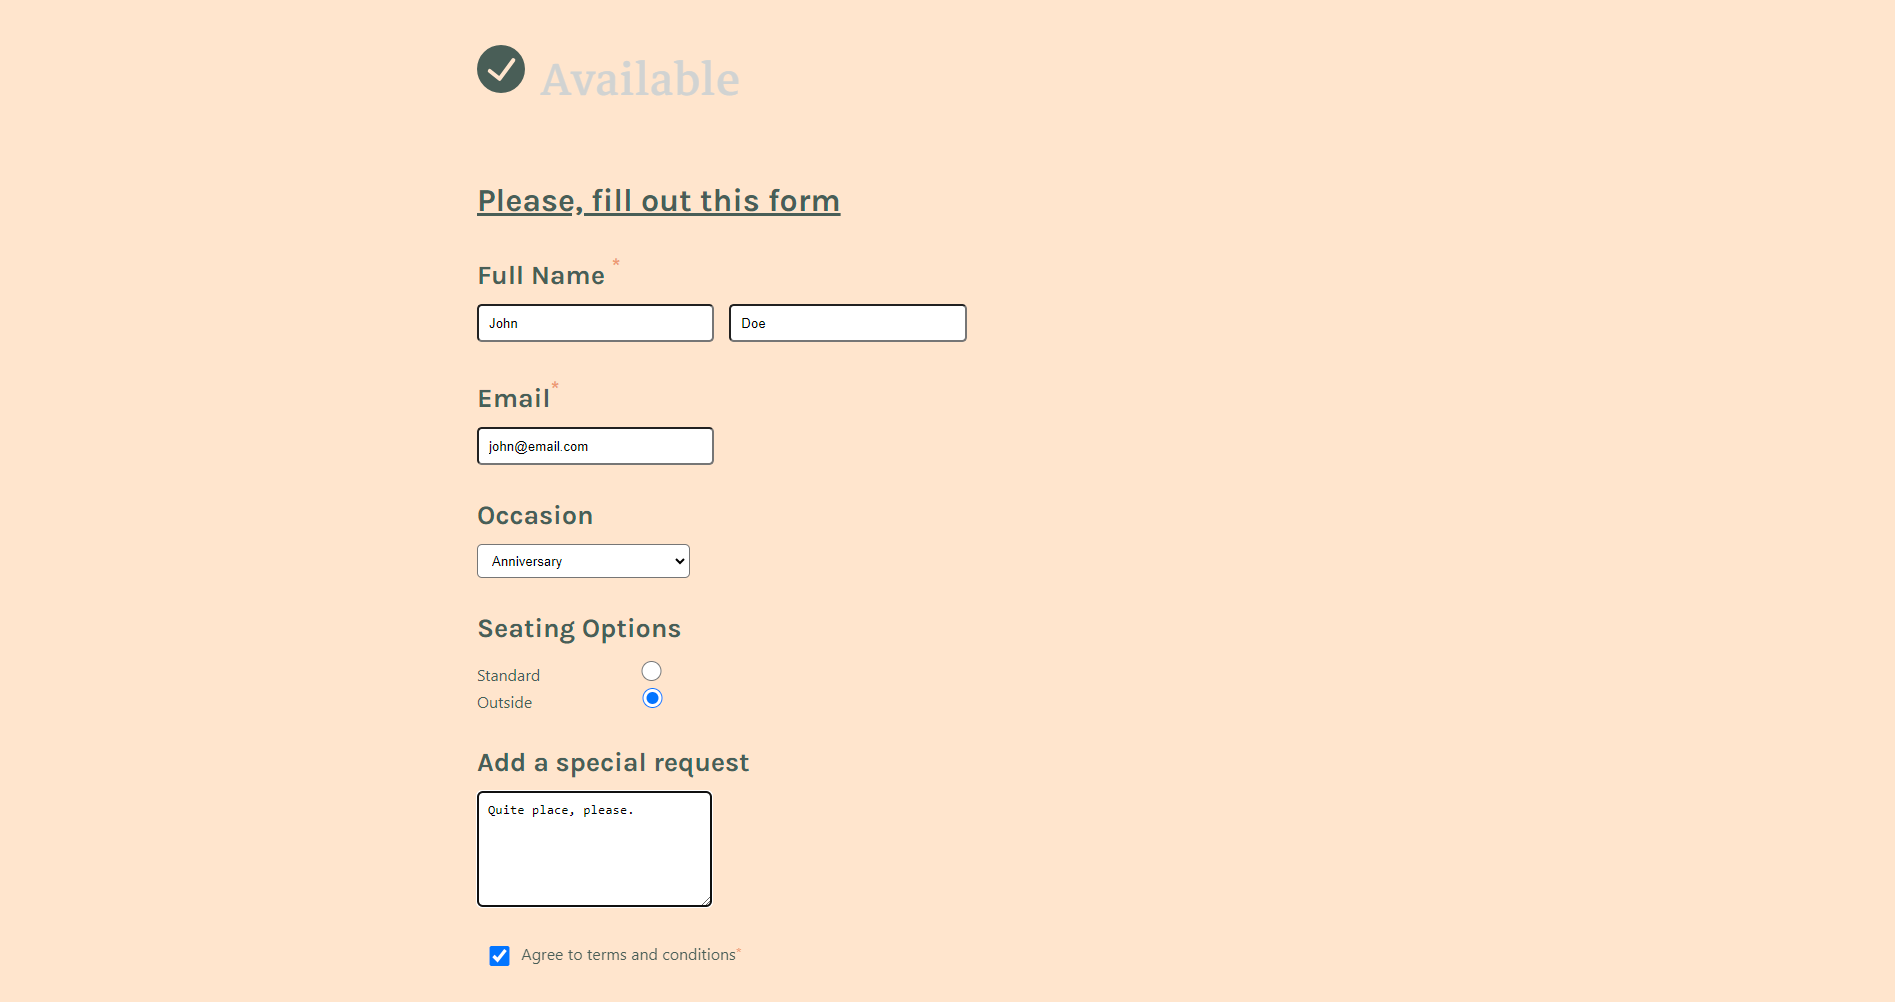 Available
Please, fill out this form
Full Name *
John Doe
Email*
john@email.com
Occasion
Anniversary
Seating Options
Standard
Outside
Add a special request
Quite place, please.
Agree to terms and conditions*